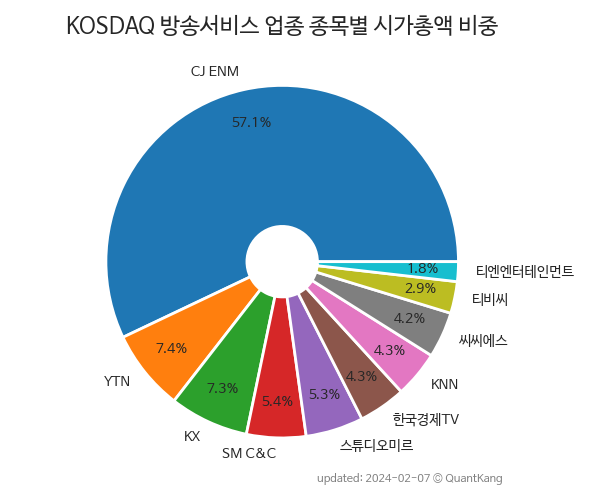 KOSDAQ 방송서비스 업종 종목별 시가총액 비중
CJ ENM
57.1%
티엔엔터테인먼트
1.8%
티비씨
2.9%
씨씨에스
4.2%
KNN
4.3%
한국경제TV
4.3%
스튜디오미르
5.3%
SM C&C
5.4%
KX
7.3%
YTN
7.4%
updated: 2024-02-07 © QuantKang